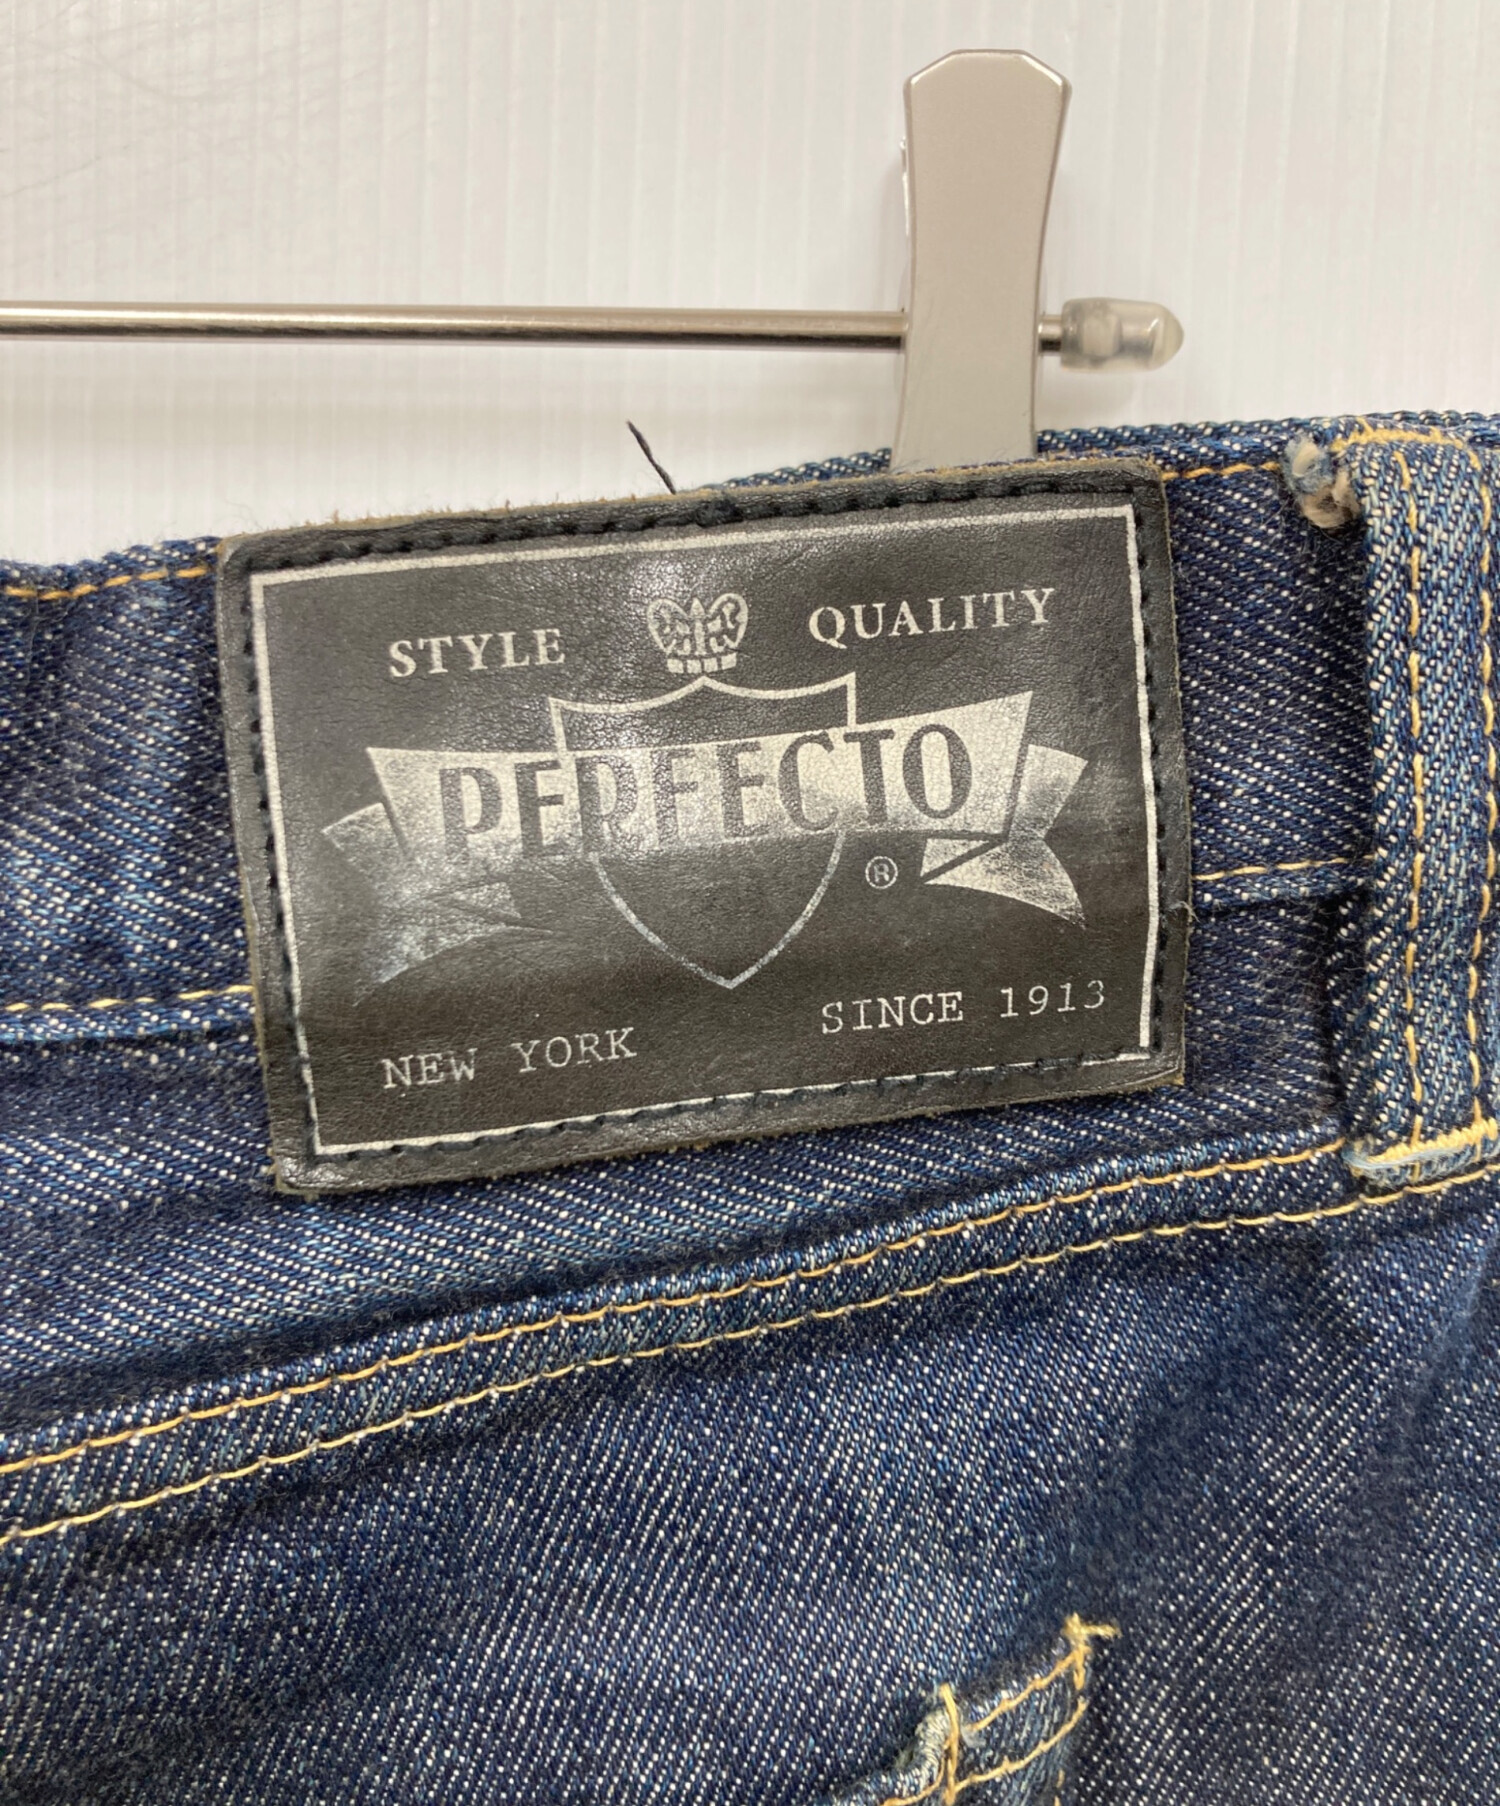 STYLE QUALITY
PERFECTO
®
NEW YORK SINCE 1913